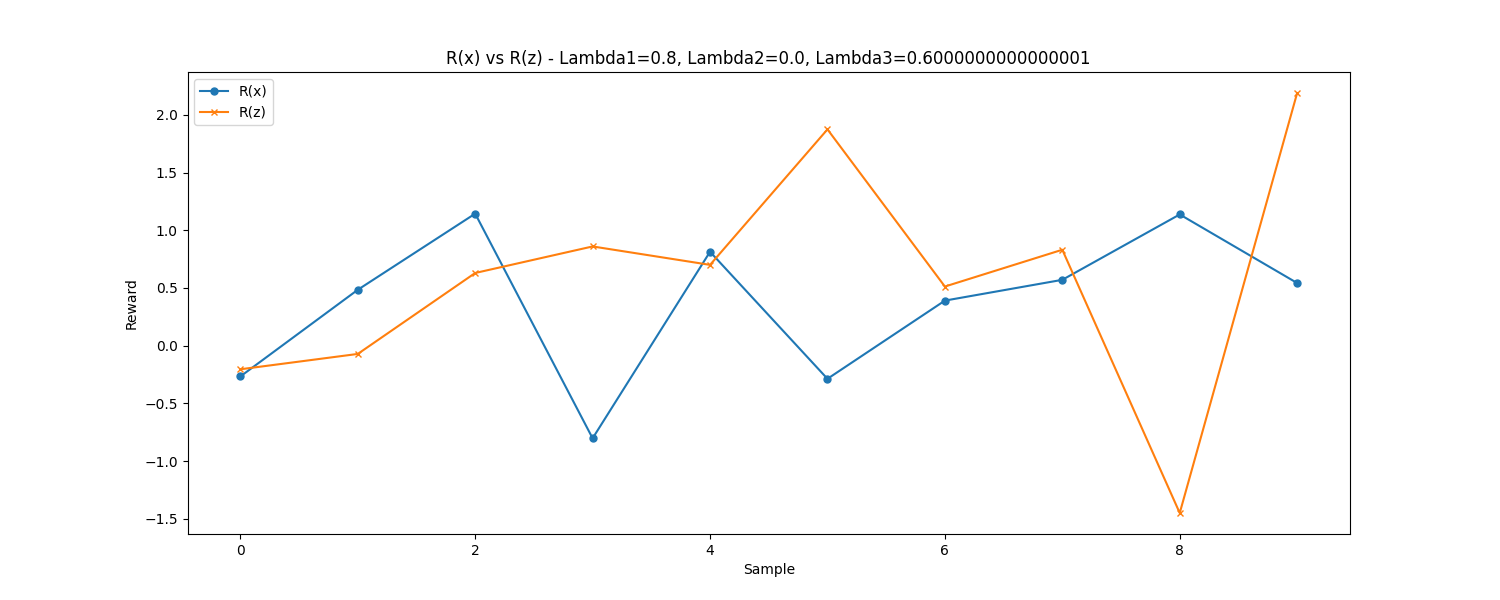 R(x) vs R(z) - Lambda1=0.8, Lambda2=0.0, Lambda3=0.6000000000000001
R(x)
R(z)
2.0
1.5
1.0
0.5
0.0
−0.5
−1.0
−1.5
Reward
0 2 4 6 8
Sample